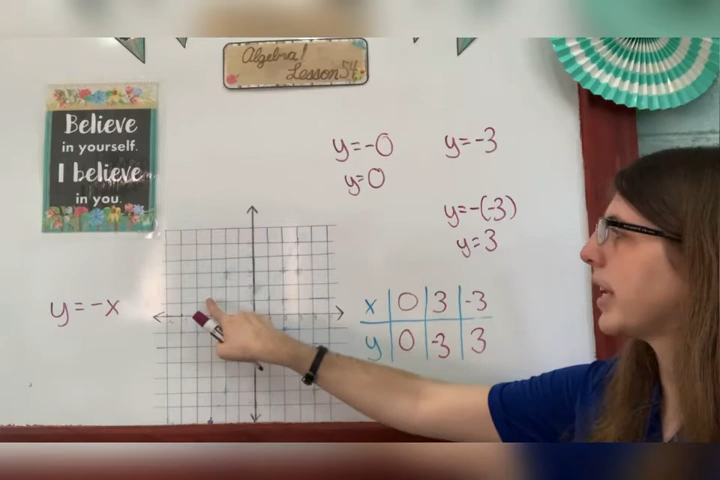 Algebra 1
Lesson 54
Believe
in yourself.
I believe
in you.
y=-0
y=0
y=-3
y=-(-3)
y=3
y=-x
x | 0 | 3 | -3
y | 0 | -3 | 3